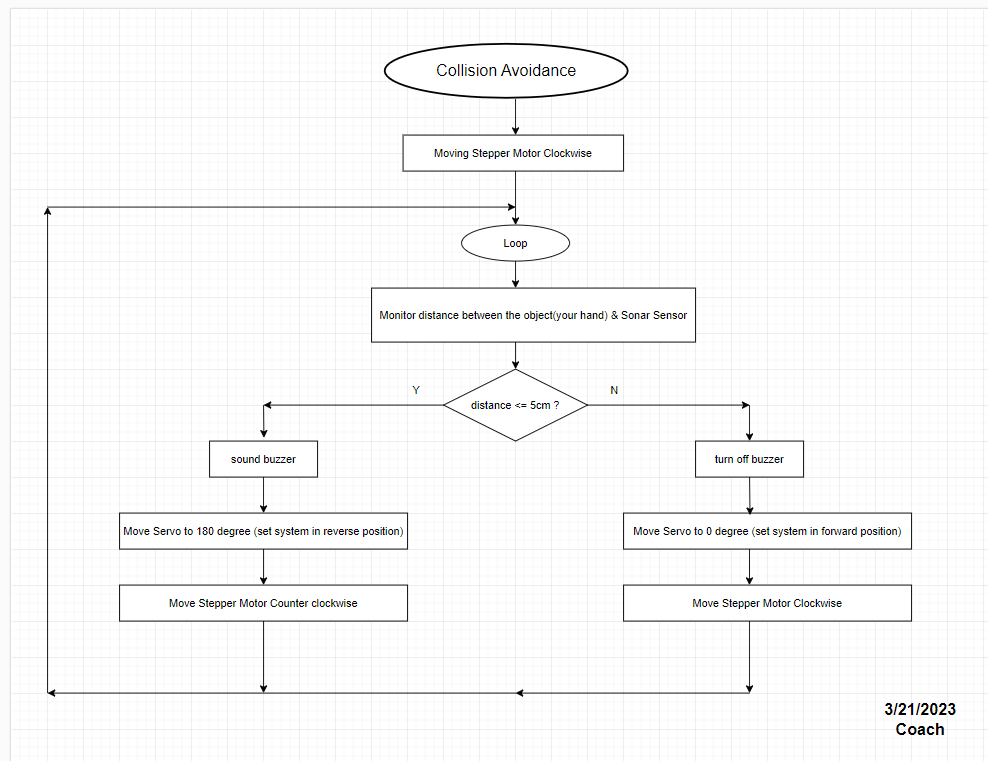 Collision Avoidance
Moving Stepper Motor Clockwise
Loop
Monitor distance between the object(your hand) & Sonar Sensor
Y
N
distance <= 5cm ?
sound buzzer
turn off buzzer
Move Servo to 180 degree (set system in reverse position)
Move Servo to 0 degree (set system in forward position)
Move Stepper Motor Counter clockwise
Move Stepper Motor Clockwise
3/21/2023
Coach